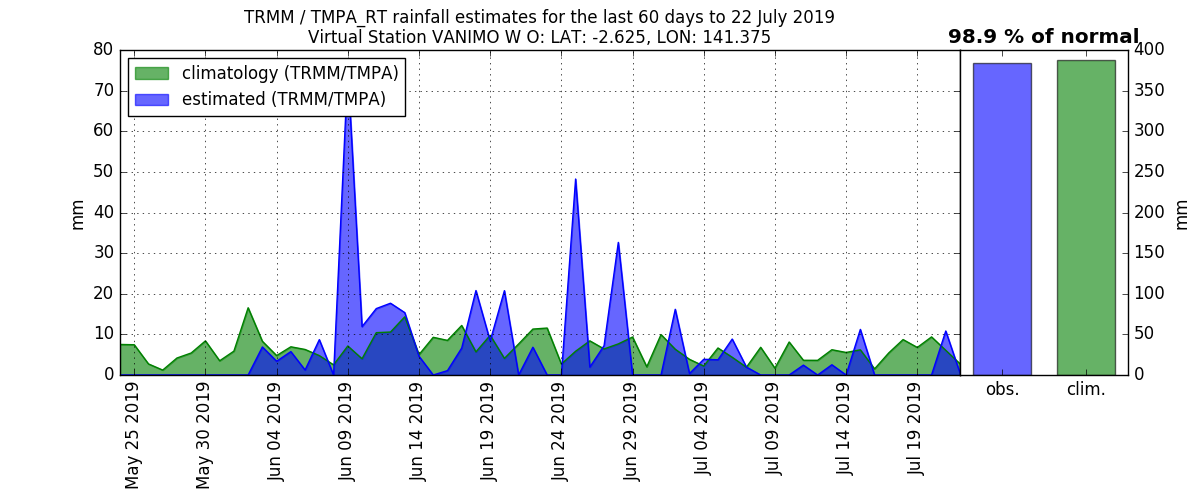 TRMM / TMPA_RT rainfall estimates for the last 60 days to 22 July 2019
Virtual Station VANIMO W O: LAT: -2.625, LON: 141.375
98.9 % of normal
climatology (TRMM/TMPA)
estimated (TRMM/TMPA)
80
70
60
50
40
30
20
10
0
mm
400
350
300
250
200
150
100
50
0
mm
May 25 2019
May 30 2019
Jun 04 2019
Jun 09 2019
Jun 14 2019
Jun 19 2019
Jun 24 2019
Jun 29 2019
Jul 04 2019
Jul 09 2019
Jul 14 2019
Jul 19 2019
obs.
clim.